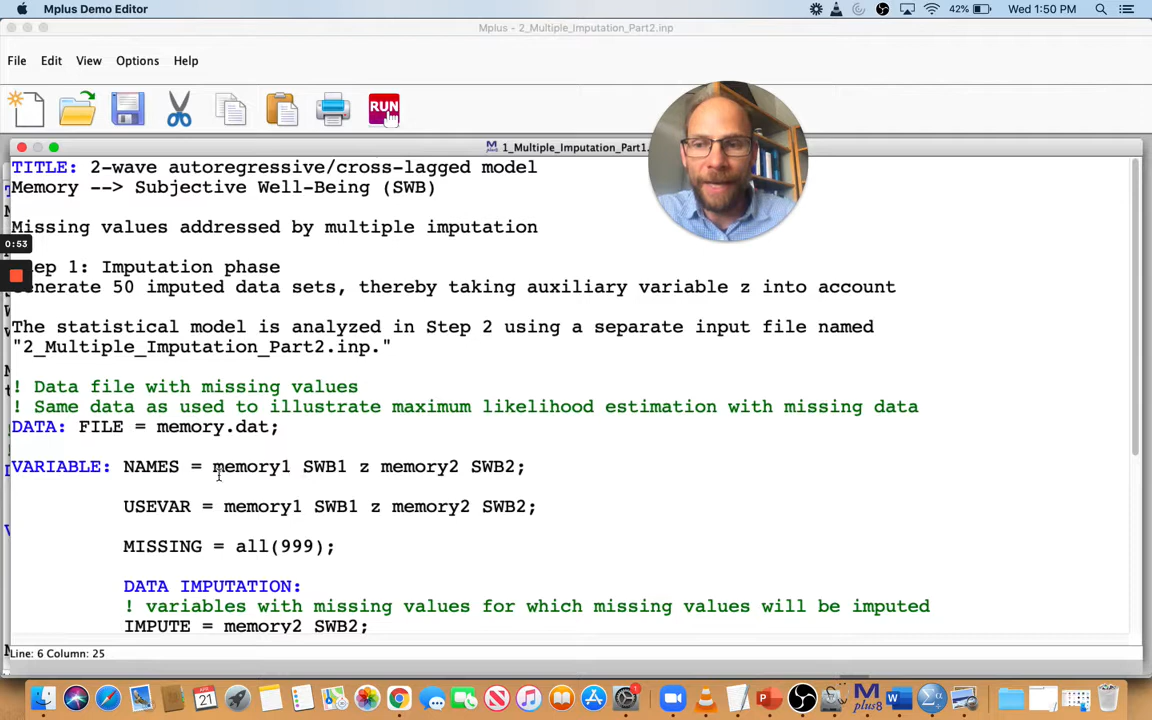 Mplus Demo Editor
42%
Wed 1:50 PM
Mplus - 2_Multiple_Imputation_Part2.inp
File Edit View Options Help
RUN
1_Multiple_Imputation_Part1.
TITLE: 2-wave autoregressive/cross-lagged model
Memory --> Subjective Well-Being (SWB)
Missing values addressed by multiple imputation
0:53
ep 1: Imputation phase
enerate 50 imputed data sets, thereby taking auxiliary variable z into account
The statistical model is analyzed in Step 2 using a separate input file named
"2_Multiple_Imputation_Part2.inp."
! Data file with missing values
! Same data as used to illustrate maximum likelihood estimation with missing data
DATA: FILE = memory.dat;
VARIABLE: NAMES = memory1 SWB1 z memory2 SWB2;
USEVAR = memory1 SWB1 z memory2 SWB2;
MISSING = all(999);
DATA IMPUTATION:
! variables with missing values for which missing values will be imputed
IMPUTE = memory2 SWB2;
Line: 6 Column: 25
APR
21
1
M
plus8
W
Σα